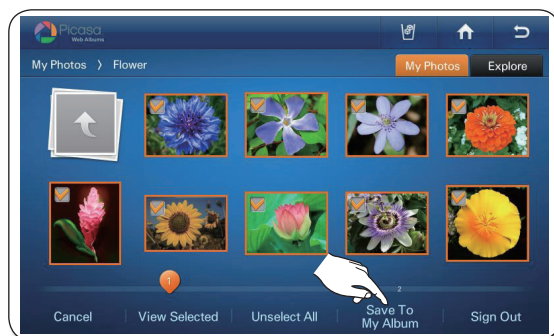 Picasa
Web Albums
My Photos > Flower
My Photos
Explore
1
2
Cancel
View Selected
Unselect All
Save To
My Album
Sign Out